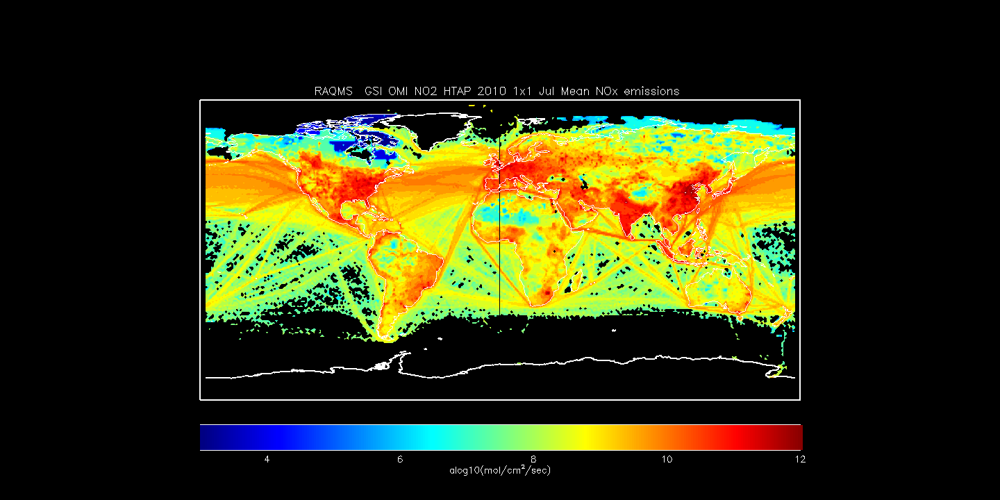 RAQMS GSI OMI NO2 HTAP 2010 1x1 Jul Mean NOx emissions
4 6 8 10 12
alog10(mol/cm²/sec)